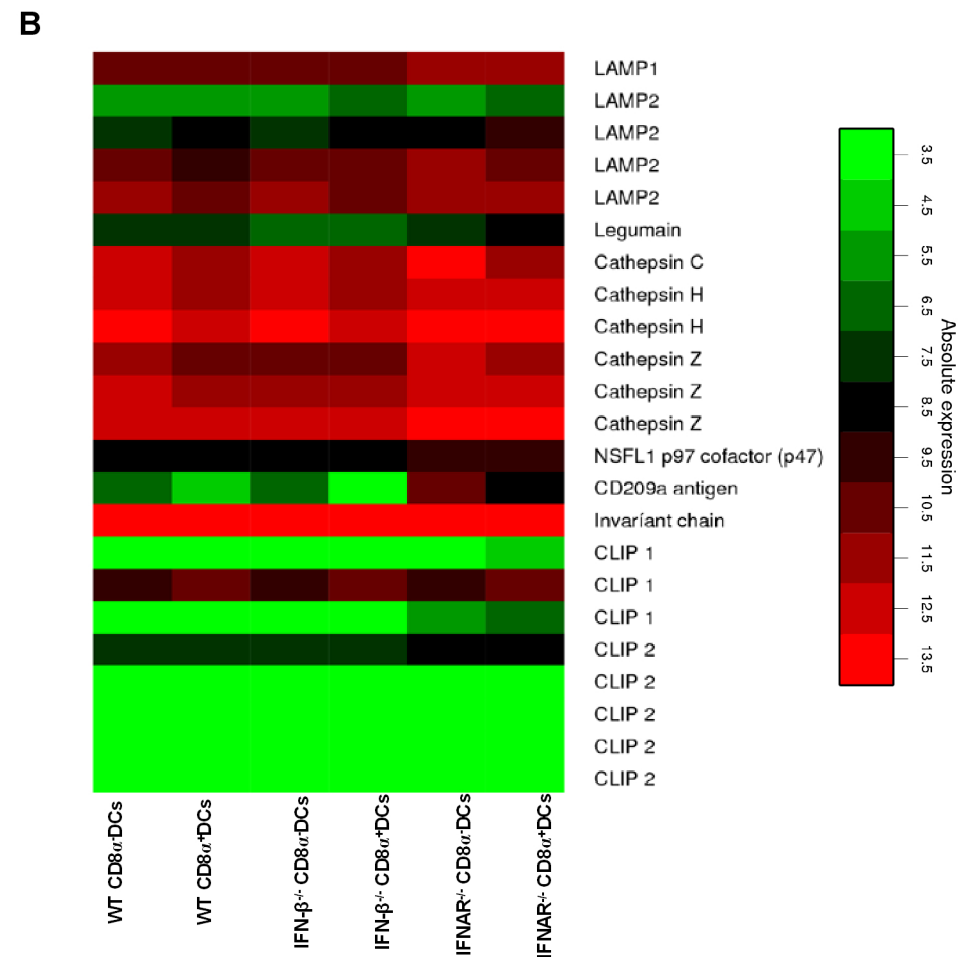 B
LAMP1
LAMP2
LAMP2
LAMP2
LAMP2
Legumain
Cathepsin C
Cathepsin H
Cathepsin H
Cathepsin Z
Cathepsin Z
Cathepsin Z
NSFL1 p97 cofactor (p47)
CD209a antigen
Invaríant chain
CLIP 1
CLIP 1
CLIP 1
CLIP 2
CLIP 2
CLIP 2
CLIP 2
CLIP 2
3.5
4.5
5.5
6.5
7.5
8.5
9.5
10.5
11.5
12.5
13.5
Absolute expression
WT CD8α⁻DCs
WT CD8α⁺DCs
IFN-β⁻/⁻ CD8α⁻DCs
IFN-β⁻/⁻ CD8α⁺DCs
IFNAR⁻/⁻ CD8α⁻DCs
IFNAR⁻/⁻ CD8α⁺DCs